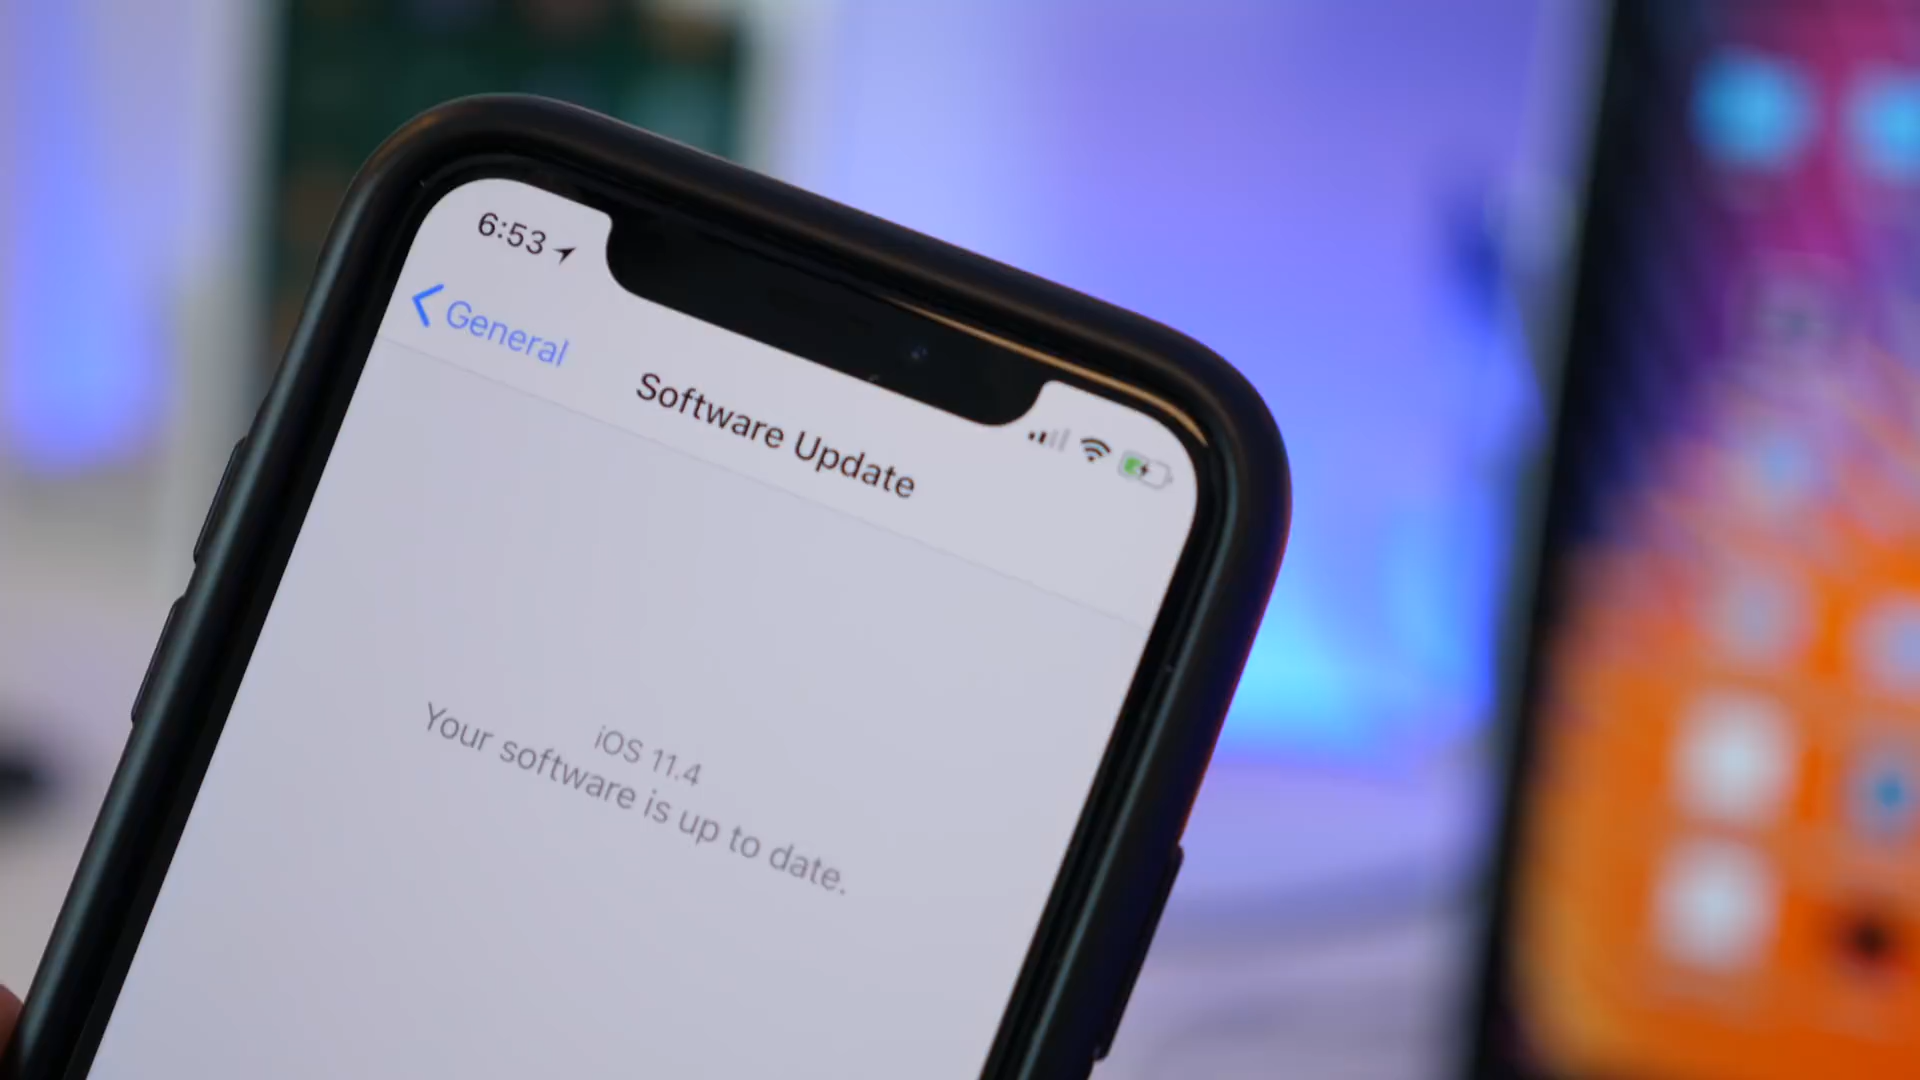 6:53
General
Software Update
iOS 11.4
Your software is up to date.